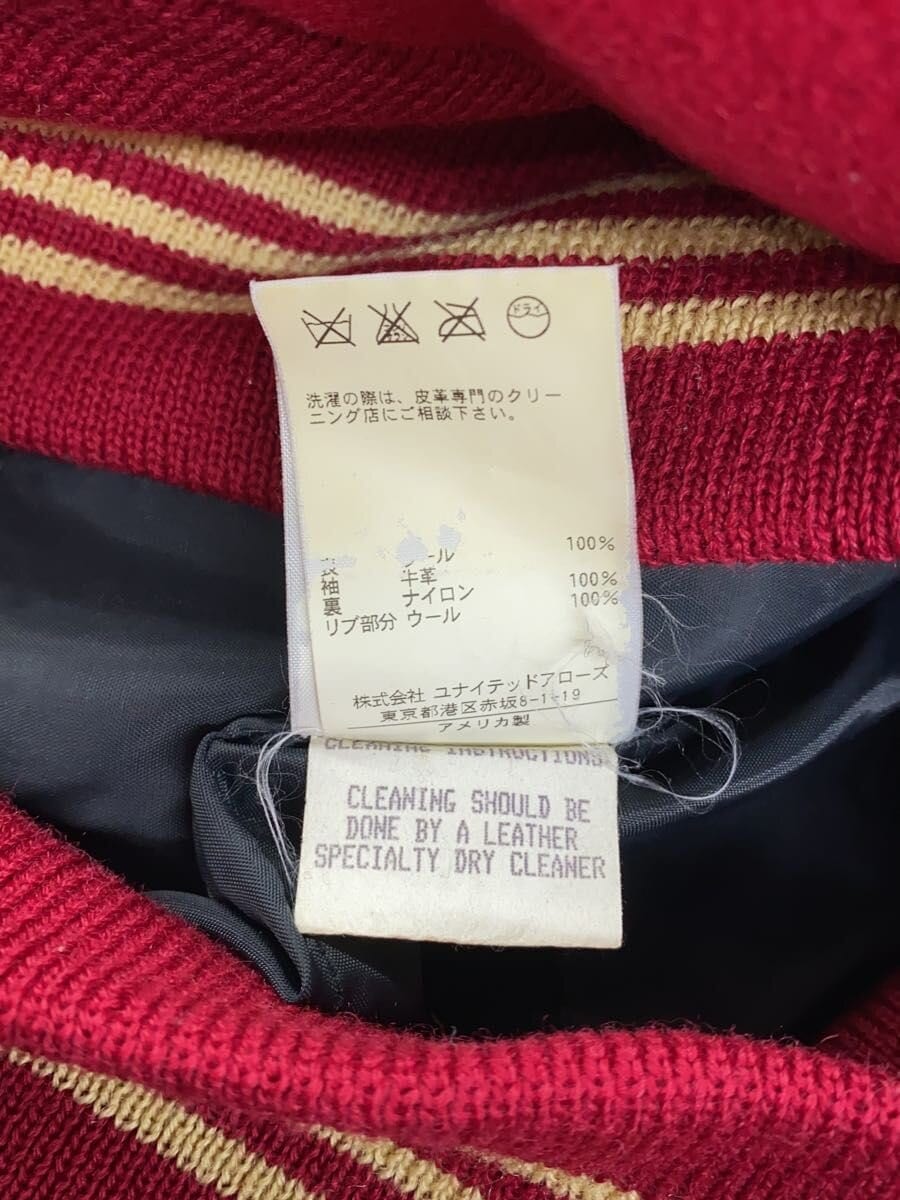 ドライ
洗濯の際は、皮革専門のクリー
ニング店にご相談下さい。
ール 100%
袖 牛革 100%
裏 ナイロン 100%
リブ部分 ウール
株式会社 ユナイテッドアローズ
東京都港区赤坂8-1-19
アメリカ製
CLEANING INSTRUCTIONS
CLEANING SHOULD BE
DONE BY A LEATHER
SPECIALTY DRY CLEANER